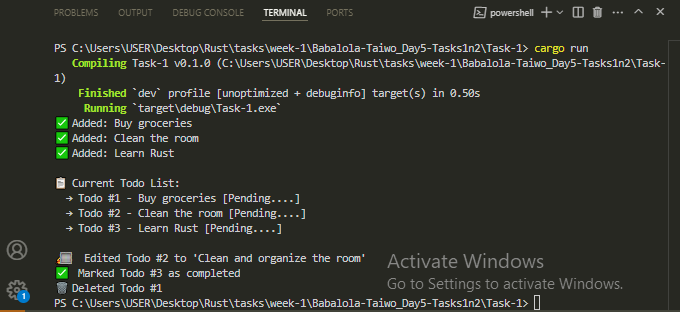 PROBLEMS OUTPUT DEBUG CONSOLE TERMINAL PORTS powershell
PS C:\Users\USER\Desktop\Rust\tasks\week-1\Babalola-Taiwo_Day5-Tasks1n2\Task-1> cargo run
Compiling Task-1 v0.1.0 (C:\Users\USER\Desktop\Rust\tasks\week-1\Babalola-Taiwo_Day5-Tasks1n2\Task-
1)
Finished `dev` profile [unoptimized + debuginfo] target(s) in 0.50s
Running `target\debug\Task-1.exe`
✅ Added: Buy groceries
✅ Added: Clean the room
✅ Added: Learn Rust
📋 Current Todo List:
→ Todo #1 - Buy groceries [Pending....]
→ Todo #2 - Clean the room [Pending....]
→ Todo #3 - Learn Rust [Pending....]
Edited Todo #2 to 'Clean and organize the room'
✅ Marked Todo #3 as completed
🗑 Deleted Todo #1
PS C:\Users\USER\Desktop\Rust\tasks\week-1\Babalola-Taiwo_Day5-Tasks1n2\Task-1>
Activate Windows
Go to Settings to activate Windows.
1